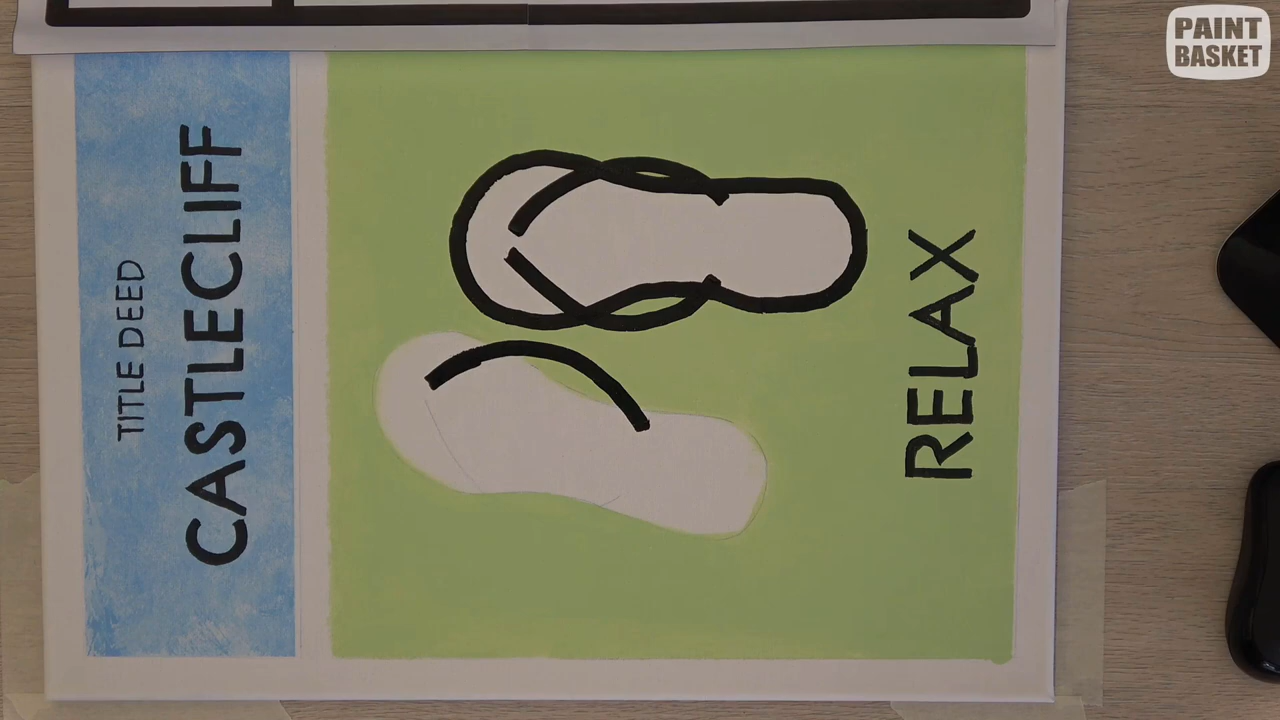 TITLE DEED
CASTLECLIFF
RELAX
PAINT
BASKET